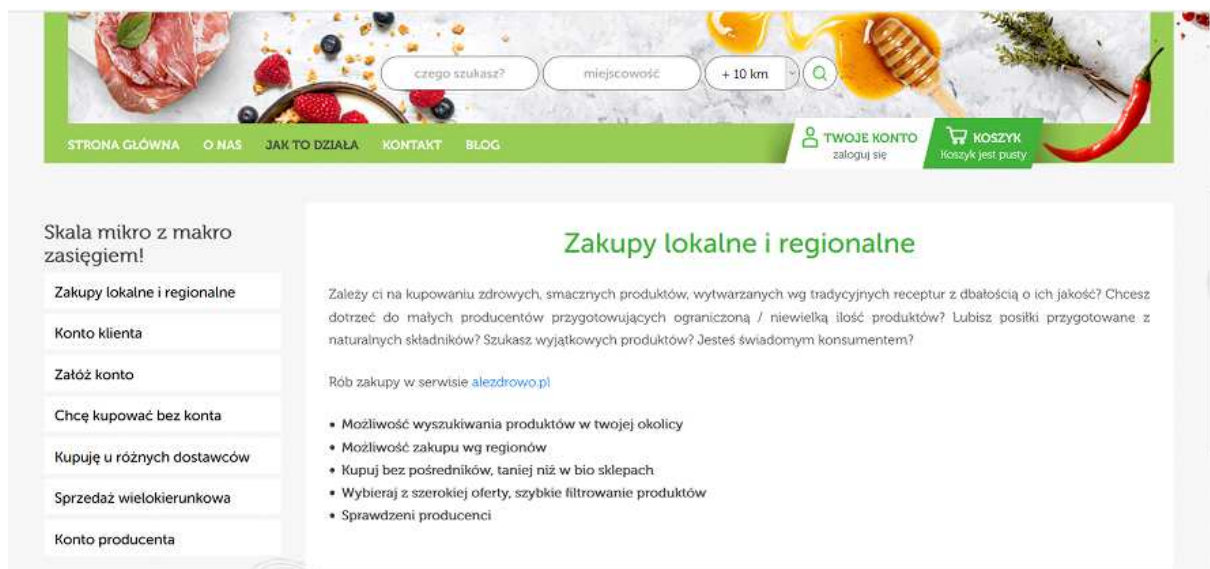 czego szukasz?
miejscowość
+ 10 km
STRONA GŁÓWNA O NAS JAK TO DZIAŁA KONTAKT BLOG
TWOJE KONTO
zaloguj się
KOSZYK
Koszyk jest pusty
Skala mikro z makro
zasięgiem!
Zakupy lokalne i regionalne
Konto klienta
Załóż konto
Chcę kupować bez konta
Kupuję u różnych dostawców
Sprzedaż wielokierunkowa
Konto producenta
Zakupy lokalne i regionalne
Zależy ci na kupowaniu zdrowych, smacznych produktów, wytwarzanych wg tradycyjnych receptur z dbałością o ich jakość? Chcesz
dotrzeć do małych producentów przygotowujących ograniczoną / niewielką ilość produktów? Lubisz posiłki przygotowane z
naturalnych składników? Szukasz wyjątkowych produktów? Jesteś świadomym konsumentem?
Rób zakupy w serwisie alezdrowo.pl
• Możliwość wyszukiwania produktów w twojej okolicy
• Możliwość zakupu wg regionów
• Kupuj bez pośredników, taniej niż w bio sklepach
• Wybieraj z szerokiej oferty, szybkie filtrowanie produktów
• Sprawdzeni producenci